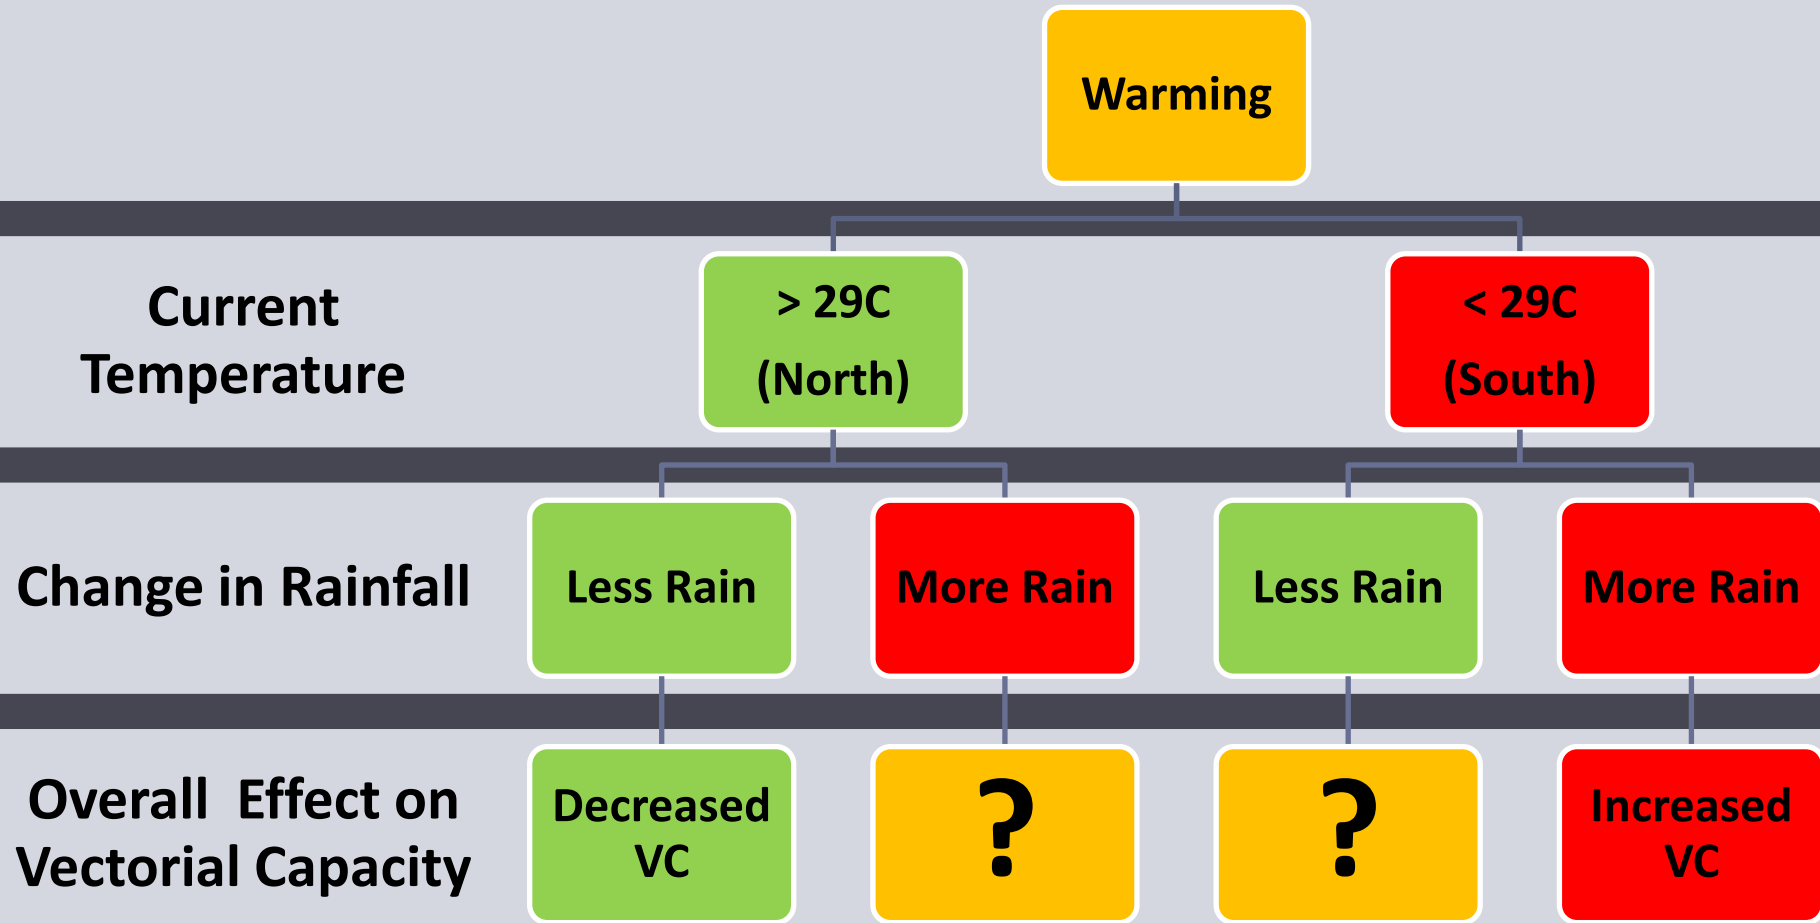 Warming
Current
Temperature
> 29C
(North)
< 29C
(South)
Change in Rainfall
Less Rain
More Rain
Less Rain
More Rain
Overall  Effect on
Vectorial Capacity
Decreased
VC
?
?
Increased
VC